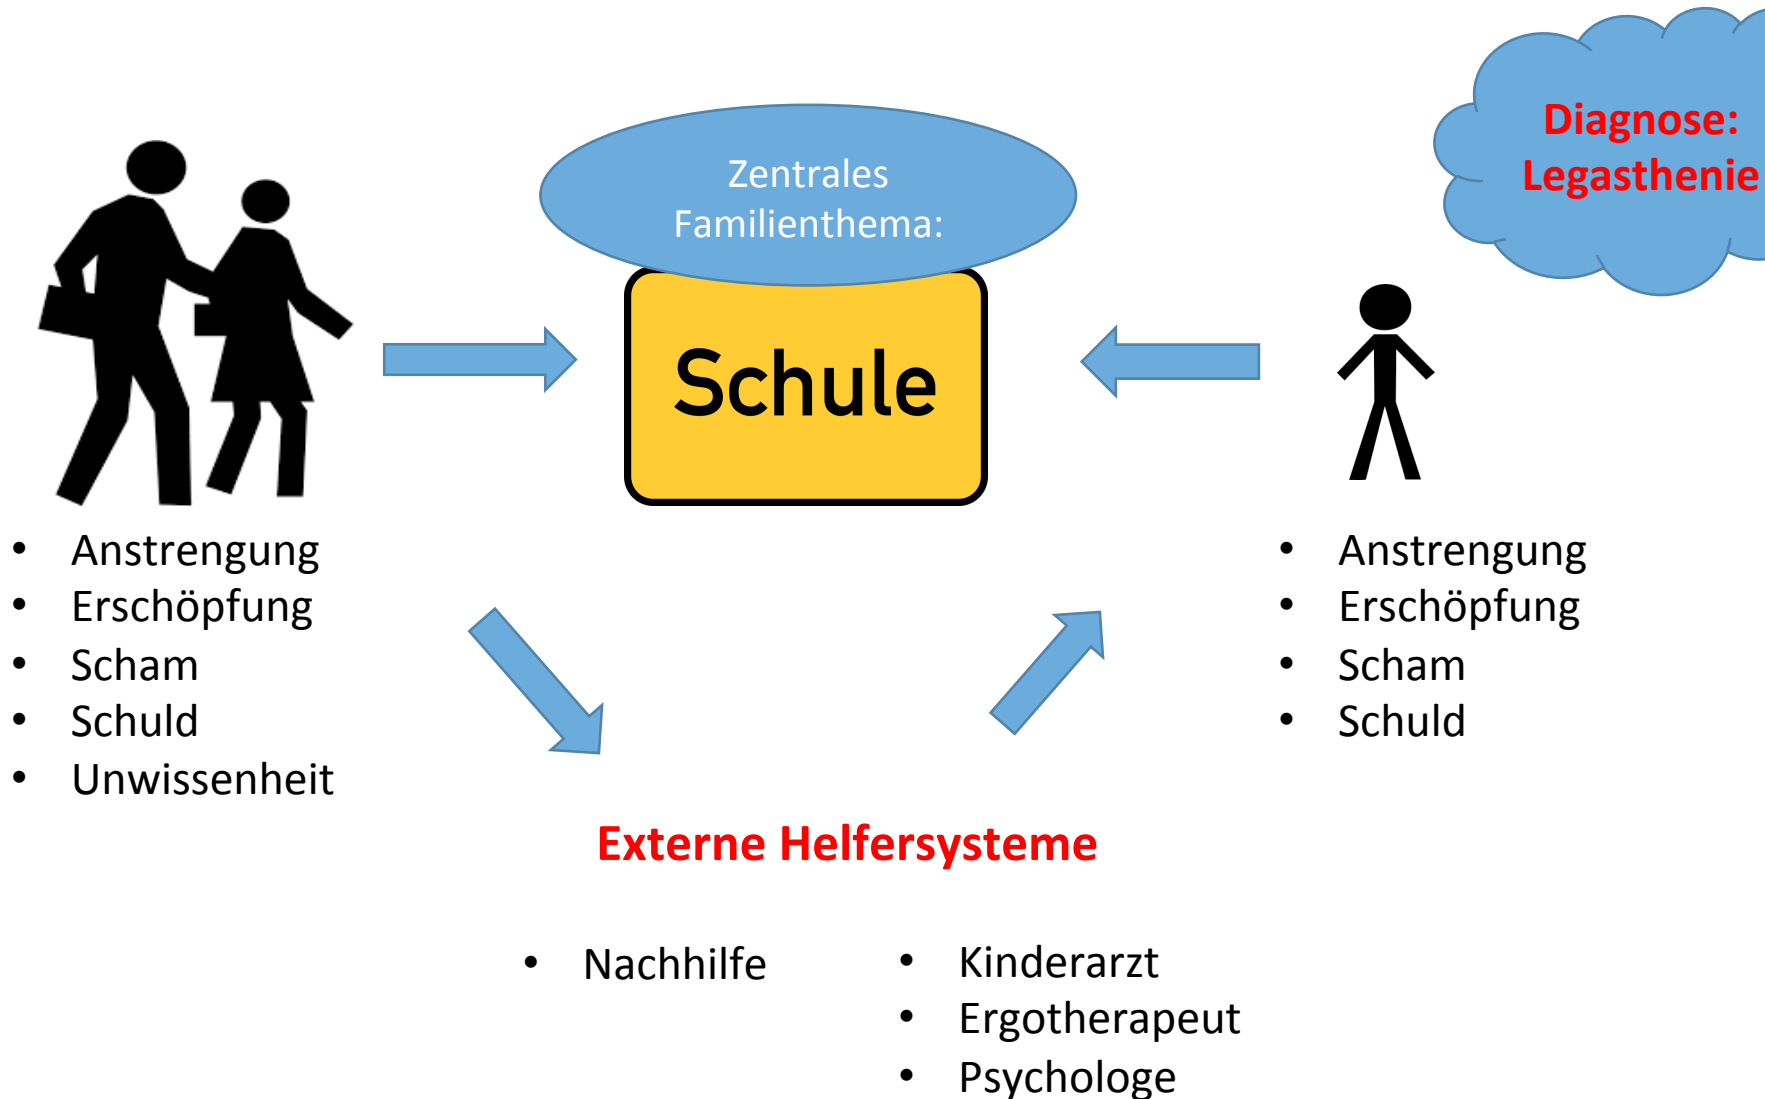 Diagnose:
Legasthenie
Zentrales
Familienthema:
Schule
• Anstrengung
• Erschöpfung
• Scham
• Schuld
• Unwissenheit
• Anstrengung
• Erschöpfung
• Scham
• Schuld
Externe Helfersysteme
• Nachhilfe
• Kinderarzt
• Ergotherapeut
• Psychologe